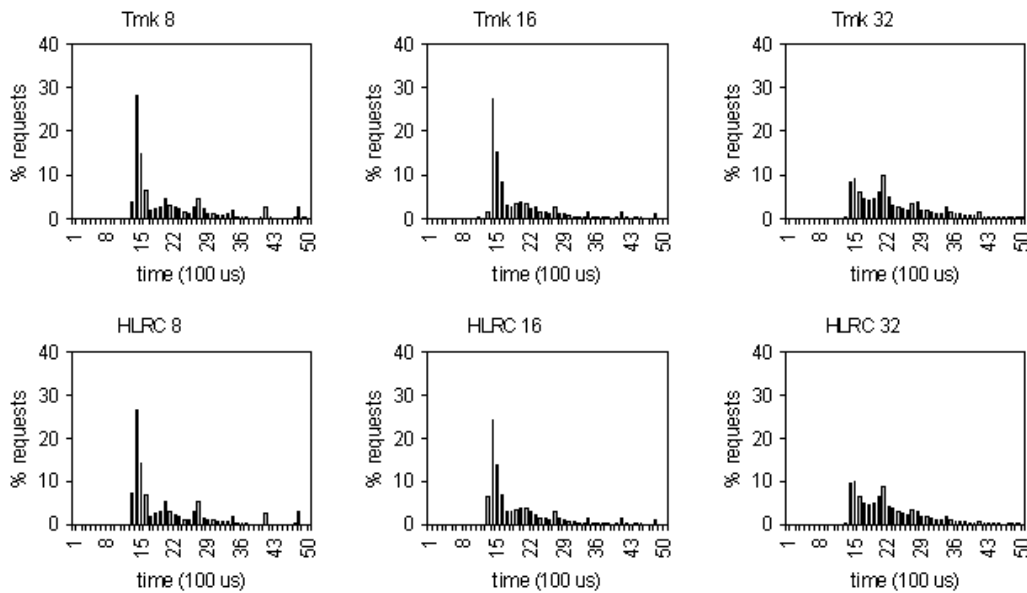 Tmk 8
Tmk 16
Tmk 32
% requests
40
30
20
10
0
1 8 15 22 29 36 43 50
time (100 us)
% requests
40
30
20
10
0
1 8 15 22 29 36 43 50
time (100 us)
% requests
40
30
20
10
0
1 8 15 22 29 36 43 50
time (100 us)
HLRC 8
HLRC 16
HLRC 32
% requests
40
30
20
10
0
1 8 15 22 29 36 43 50
time (100 us)
% requests
40
30
20
10
0
1 8 15 22 29 36 43 50
time (100 us)
% requests
40
30
20
10
0
1 8 15 22 29 36 43 50
time (100 us)